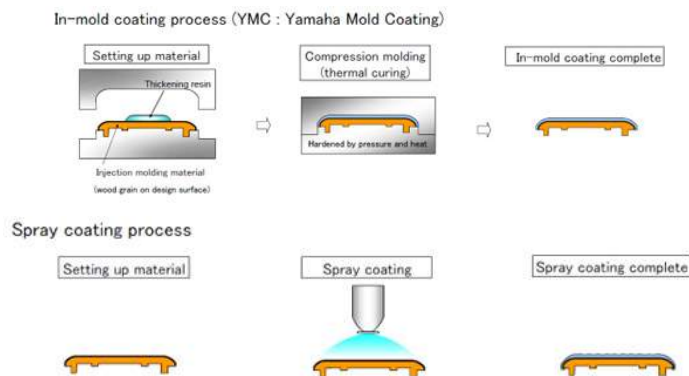 In-mold coating process (YMC : Yamaha Mold Coating)
Setting up material
Thickening resin
Injection molding material
(wood grain on design surface)
Compression molding
(thermal curing)
Hardened by pressure and heat
In-mold coating complete
Spray coating process
Setting up material
Spray coating
Spray coating complete